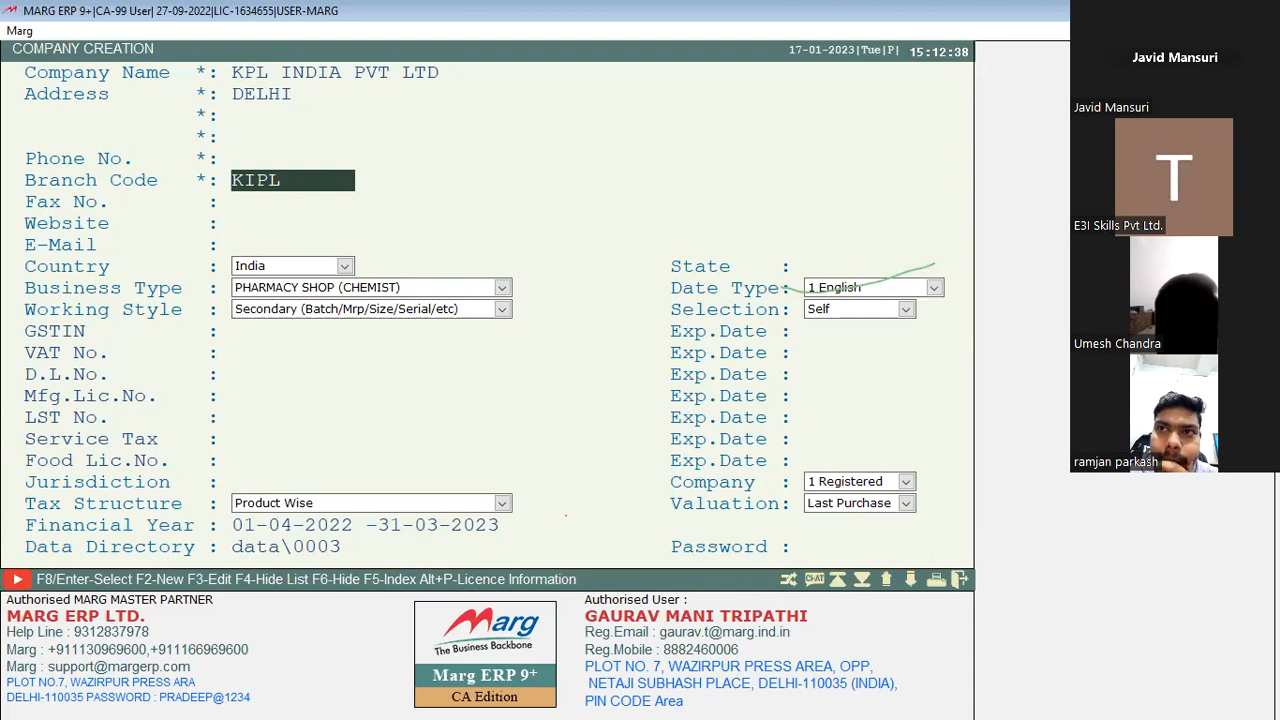 MARG ERP 9+|CA-99 User| 27-09-2022|LIC-1634655|USER-MARG
Marg
COMPANY CREATION 17-01-2023|Tue|P| 15:12:38
Company Name *: KPL INDIA PVT LTD
Address *: DELHI
*:
*:
Phone No. *:
Branch Code *: KIPL
Fax No. :
Website :
E-Mail :
Country : India State :
Business Type : PHARMACY SHOP (CHEMIST) Date Type: 1 English
Working Style : Secondary (Batch/Mrp/Size/Serial/etc) Selection: Self
GSTIN : Exp.Date :
VAT No. : Exp.Date :
D.L.No. : Exp.Date :
Mfg.Lic.No. : Exp.Date :
LST No. : Exp.Date :
Service Tax : Exp.Date :
Food Lic.No. : Exp.Date :
Jurisdiction : Company : 1 Registered
Tax Structure : Product Wise Valuation: Last Purchase
Financial Year : 01-04-2022 -31-03-2023
Data Directory : data\0003 Password :
F8/Enter-Select F2-New F3-Edit F4-Hide List F6-Hide F5-Index Alt+P-Licence Information CHAT
Authorised MARG MASTER PARTNER
MARG ERP LTD.
Help Line : 9312837978
Marg : +911130969600,+911166969600
Marg : support@margerp.com
PLOT NO.7, WAZIRPUR PRESS ARA
DELHI-110035 PASSWORD : PRADEEP@1234
Marg
The Business Backbone
Marg ERP 9+
CA Edition
Authorised User :
GAURAV MANI TRIPATHI
Reg.Email : gaurav.t@marg.ind.in
Reg.Mobile : 8882460006
PLOT NO. 7, WAZIRPUR PRESS AREA, OPP,
NETAJI SUBHASH PLACE, DELHI-110035 (INDIA),
PIN CODE Area
Javid Mansuri
Javid Mansuri
T
E3I Skills Pvt Ltd.
Umesh Chandra
ramjan parkash